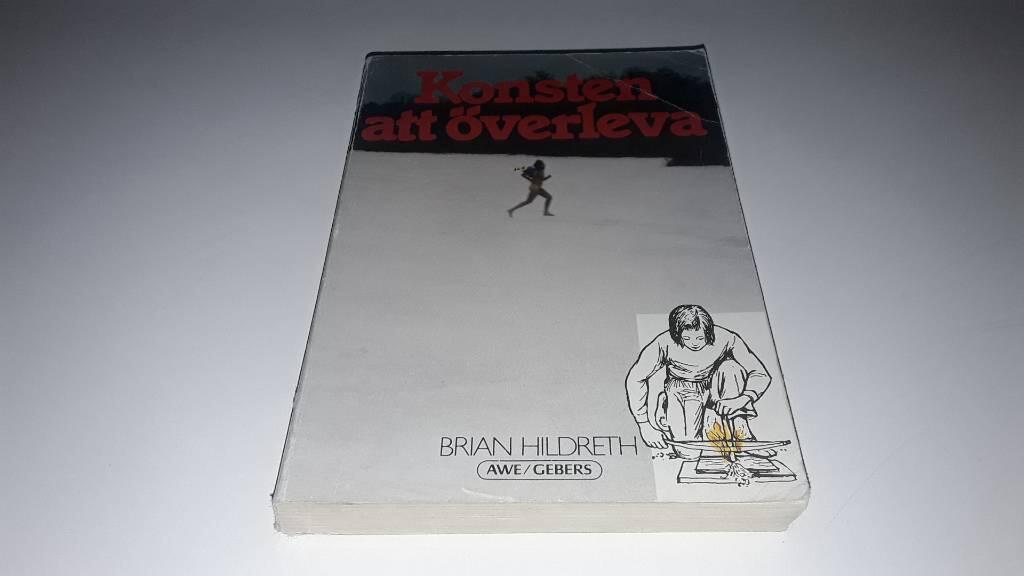 Konsten
att överleva
BRIAN HILDRETH
AWE/GEBERS